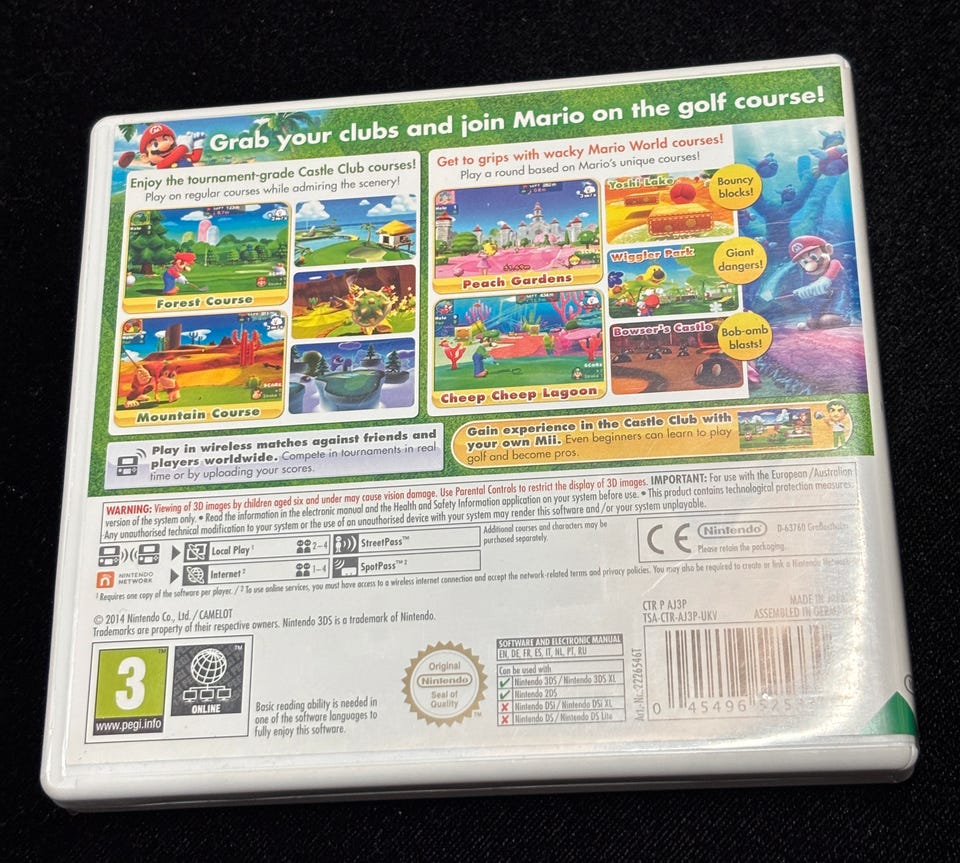 Grab your clubs and join Mario on the golf course!
Enjoy the tournament-grade Castle Club courses!
Play on regular courses while admiring the scenery!
Forest Course
Mountain Course
Get to grips with wacky Mario World courses!
Play a round based on Mario's unique courses!
Peach Gardens
Cheep Cheep Lagoon
Yoshi Lake
Bouncy
blocks!
Wiggler Park
Giant
dangers!
Bowser's Castle
Bob-omb
blasts!
Play in wireless matches against friends and
players worldwide. Compete in tournaments in real
time or by uploading your scores.
Gain experience in the Castle Club with
your own Mii. Even beginners can learn to play
golf and become pros.
WARNING: Viewing of 3D images by children aged six and under may cause vision damage. Use Parental Controls to restrict the display of 3D images. IMPORTANT: For use with the European/Australian
version of the system only. • Read the information in the electronic manual and the Health and Safety Information application on your system before use. • This product contains technological protection measures.
Any unauthorised technical modification to your system or the use of an unauthorised device with your system may render this software and/or your system unplayable.
Local Play¹ 2-4
StreetPass™
Additional courses and characters may be
purchased separately.
NINTENDO
NETWORK
Internet² 1-4
SpotPass™²
CE
Nintendo
D-63760
Please retain the packaging.
¹ Requires one copy of the software per player. / ² To use online services, you must have access to a wireless internet connection and accept the network-related terms and privacy policies. You may also be required to create or link a Nintendo
© 2014 Nintendo Co., Ltd. / CAMELOT
Trademarks are property of their respective owners. Nintendo 3DS is a trademark of Nintendo.
CTR P AJ3P
TSA-CTR-AJ3P-UKV
MADE IN
ASSEMBLED IN
3
www.pegi.info
ONLINE
Basic reading ability is needed in
one of the software languages to
fully enjoy this software.
Original
Nintendo
Seal of
Quality
SOFTWARE AND ELECTRONIC MANUAL
EN, DE, FR, ES, IT, NL, PT, RU
Can be used with
Nintendo 3DS/Nintendo 3DS XL
Nintendo 2DS
Nintendo DSi/Nintendo DSi XL
Nintendo DS/Nintendo DS Lite
Art.-Nr.: 2226546T
0 45496